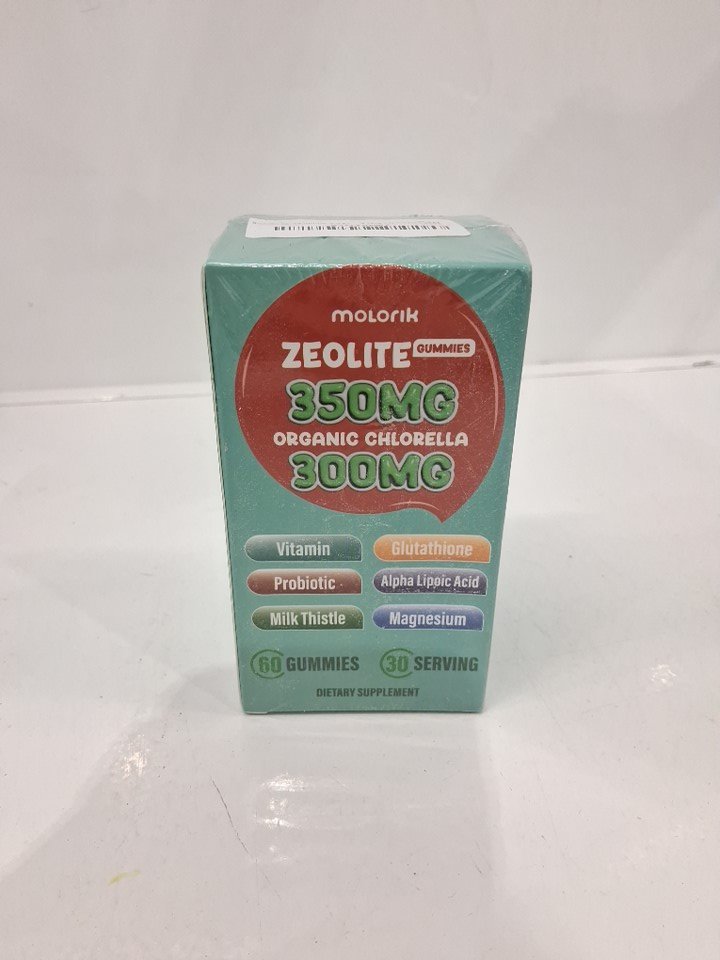 molorik
ZEOLITE GUMMIES
350MG
ORGANIC CHLORELLA
300MG
Vitamin
Glutathione
Probiotic
Alpha Lipoic Acid
Milk Thistle
Magnesium
60 GUMMIES
30 SERVING
DIETARY SUPPLEMENT